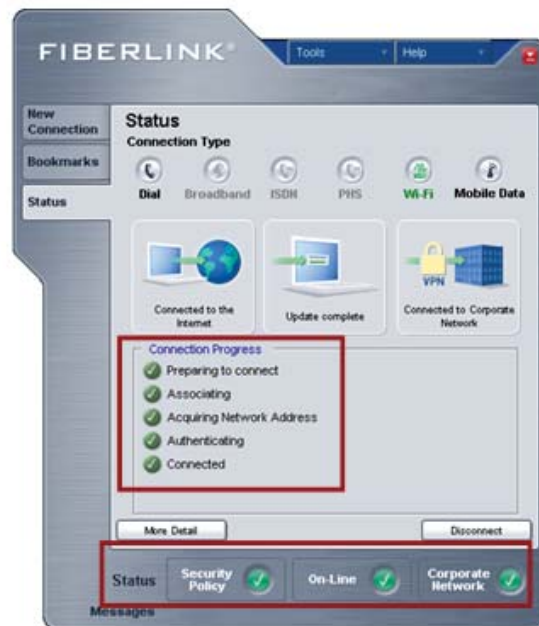 FIBERLINK®
Tools
Help
New
Connection
Bookmarks
Status
Status
Connection Type
Dial
Broadband
ISDN
PHS
Wi-Fi
Mobile Data
VPN
Connected to the
Internet
Update complete
Connected to Corporate
Network
Connection Progress
Preparing to connect
Associating
Acquiring Network Address
Authenticating
Connected
More Detail
Disconnect
Status
Security
Policy
On-Line
Corporate
Network
Messages